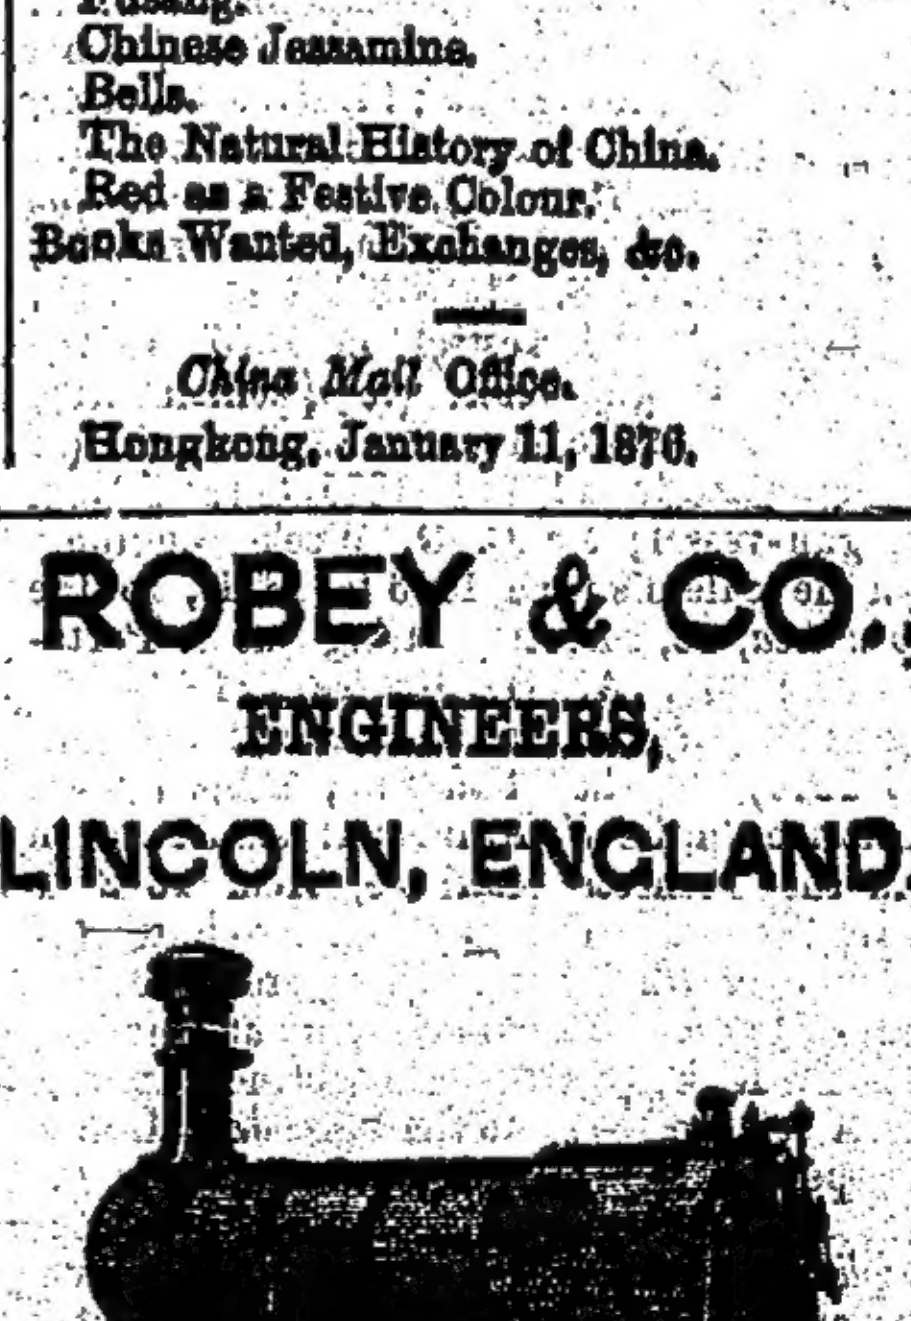 Fusang.
Chinese Jessamine.
Bells.
The Natural History of China.
Red as a Festive Colour.
Books Wanted, Exchanges, &c.
China Mail Office.
Hongkong, January 11, 1876.
ROBEY & CO.,
ENGINEERS,
LINCOLN, ENGLAND.